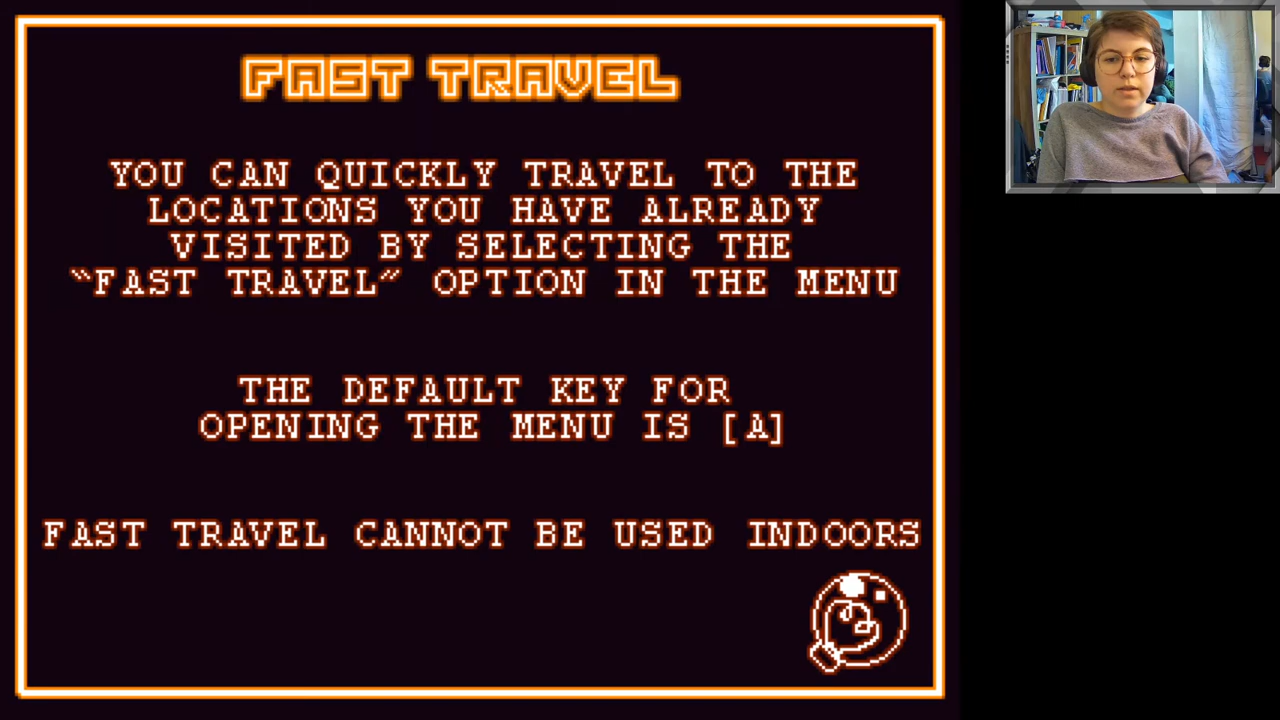 FAST TRAVEL
YOU CAN QUICKLY TRAVEL TO THE
LOCATIONS YOU HAVE ALREADY
VISITED BY SELECTING THE
“FAST TRAVEL” OPTION IN THE MENU
THE DEFAULT KEY FOR
OPENING THE MENU IS [A]
FAST TRAVEL CANNOT BE USED INDOORS